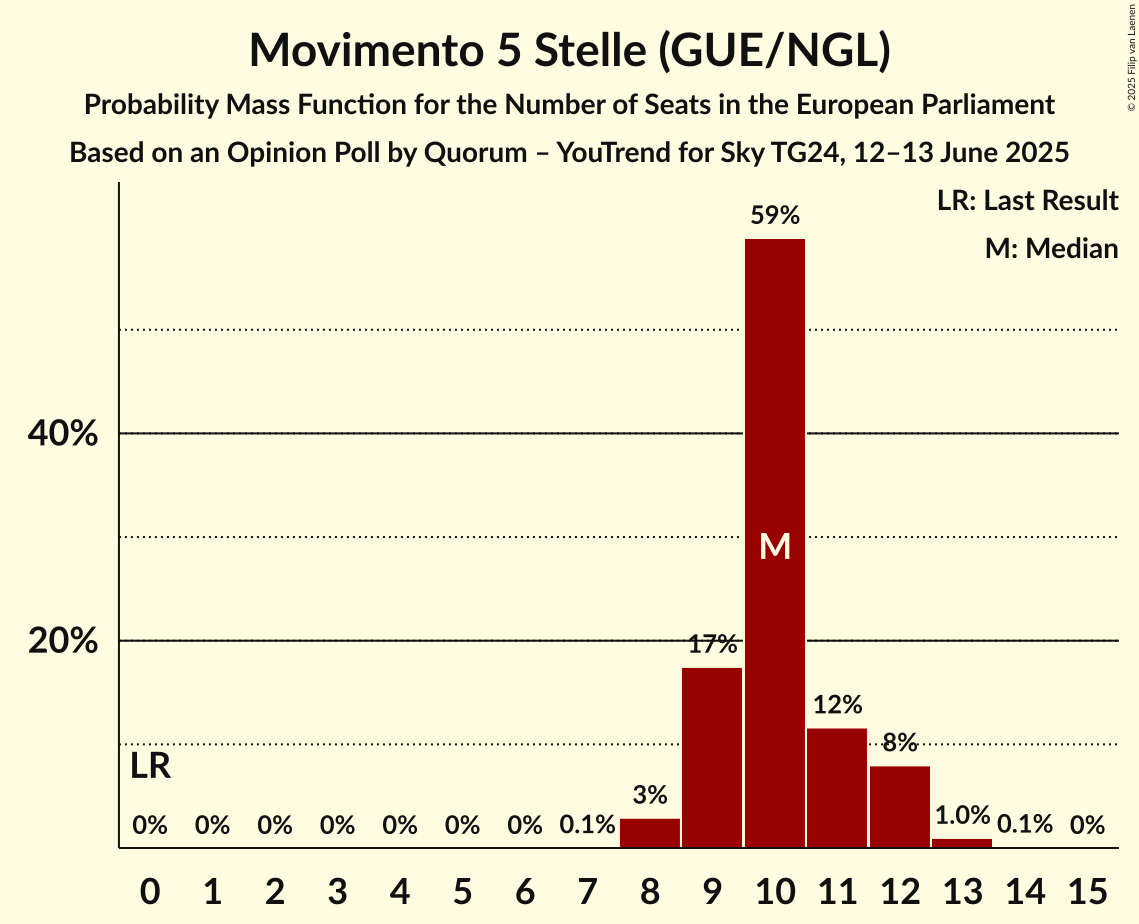 Movimento 5 Stelle (GUE/NGL)
Probability Mass Function for the Number of Seats in the European Parliament
Based on an Opinion Poll by Quorum – YouTrend for Sky TG24, 12–13 June 2025
© 2025 Filip van Laenen
LR: Last Result
M: Median
59%
40%
M
20%
17%
12%
8%
LR
3%
0% 0% 0% 0% 0% 0% 0% 0.1% 1.0% 0.1% 0%
0 1 2 3 4 5 6 7 8 9 10 11 12 13 14 15